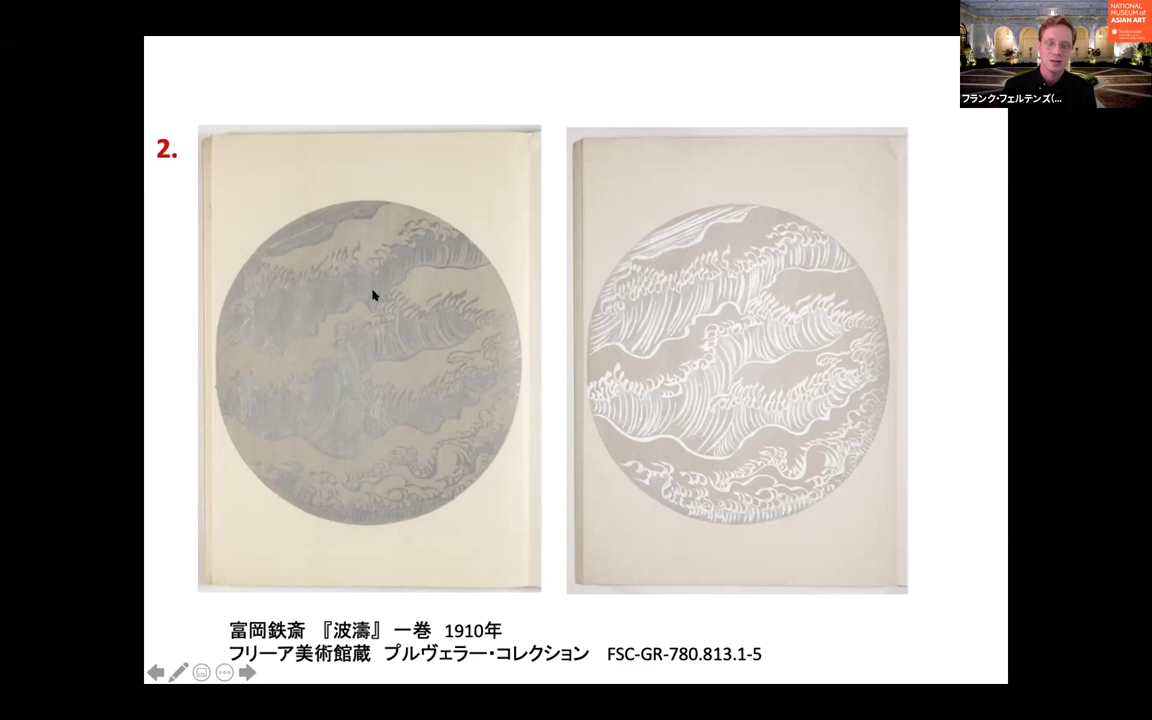 NATIONAL
MUSEUM of
ASIAN ART
Smithsonian
フランク・フェルテンズ(...
2.
富岡鉄斎 『波濤』 一巻 1910年
フリーア美術館蔵 プルヴェラー・コレクション FSC-GR-780.813.1-5